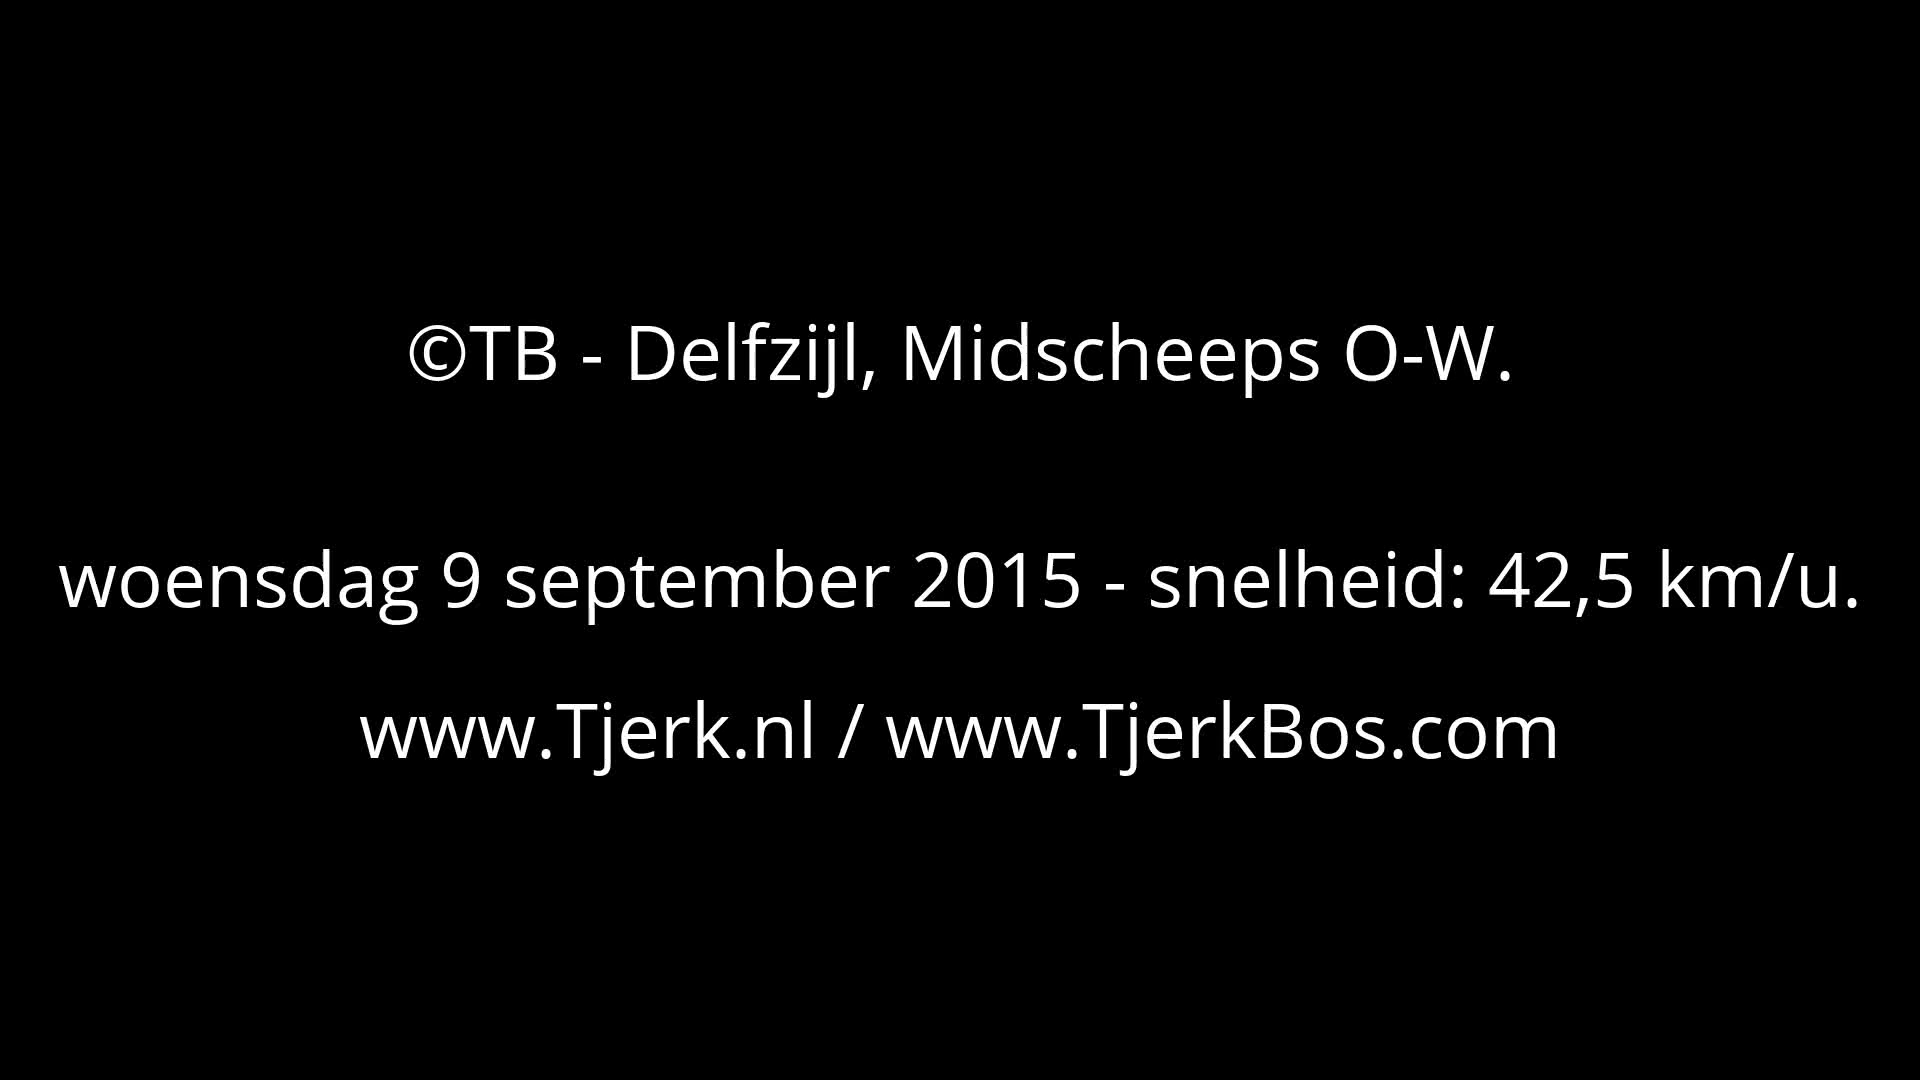 ©TB - Delfzijl, Midscheeps O-W.
woensdag 9 september 2015 - snelheid: 42,5 km/u.
www.Tjerk.nl / www.TjerkBos.com